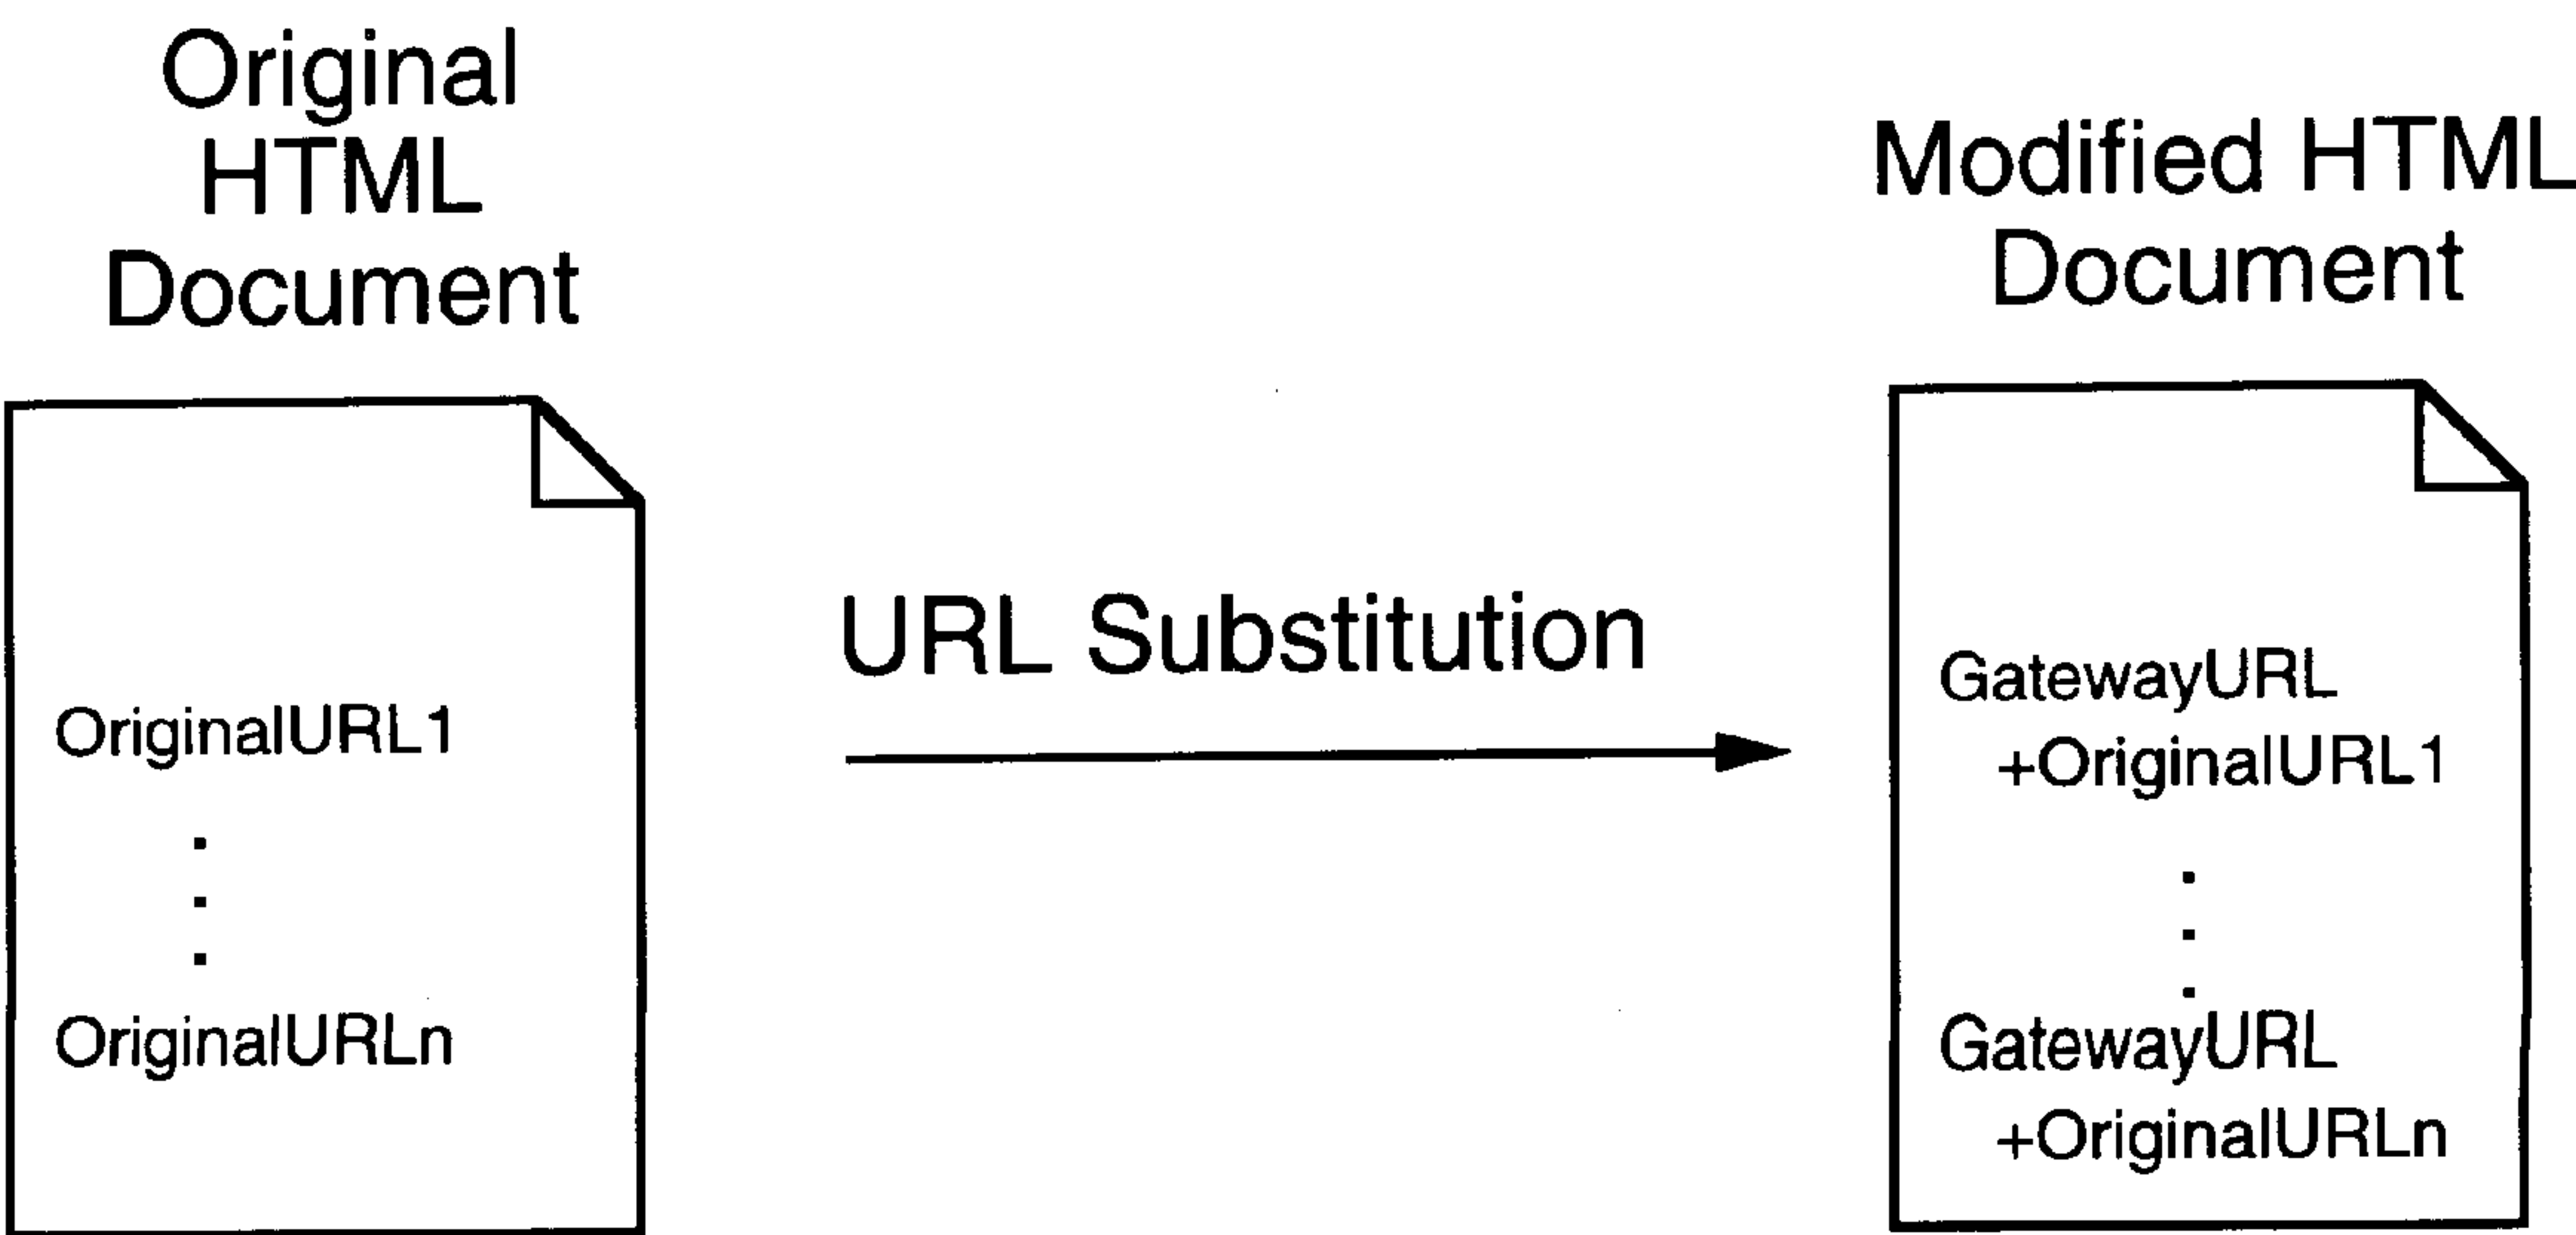 Original
HTML
Document
OriginalURL1
.
.
.
OriginalURLn
URL Substitution
Modified HTML
Document
GatewayURL
+OriginalURL1
.
.
.
GatewayURL
+OriginalURLn